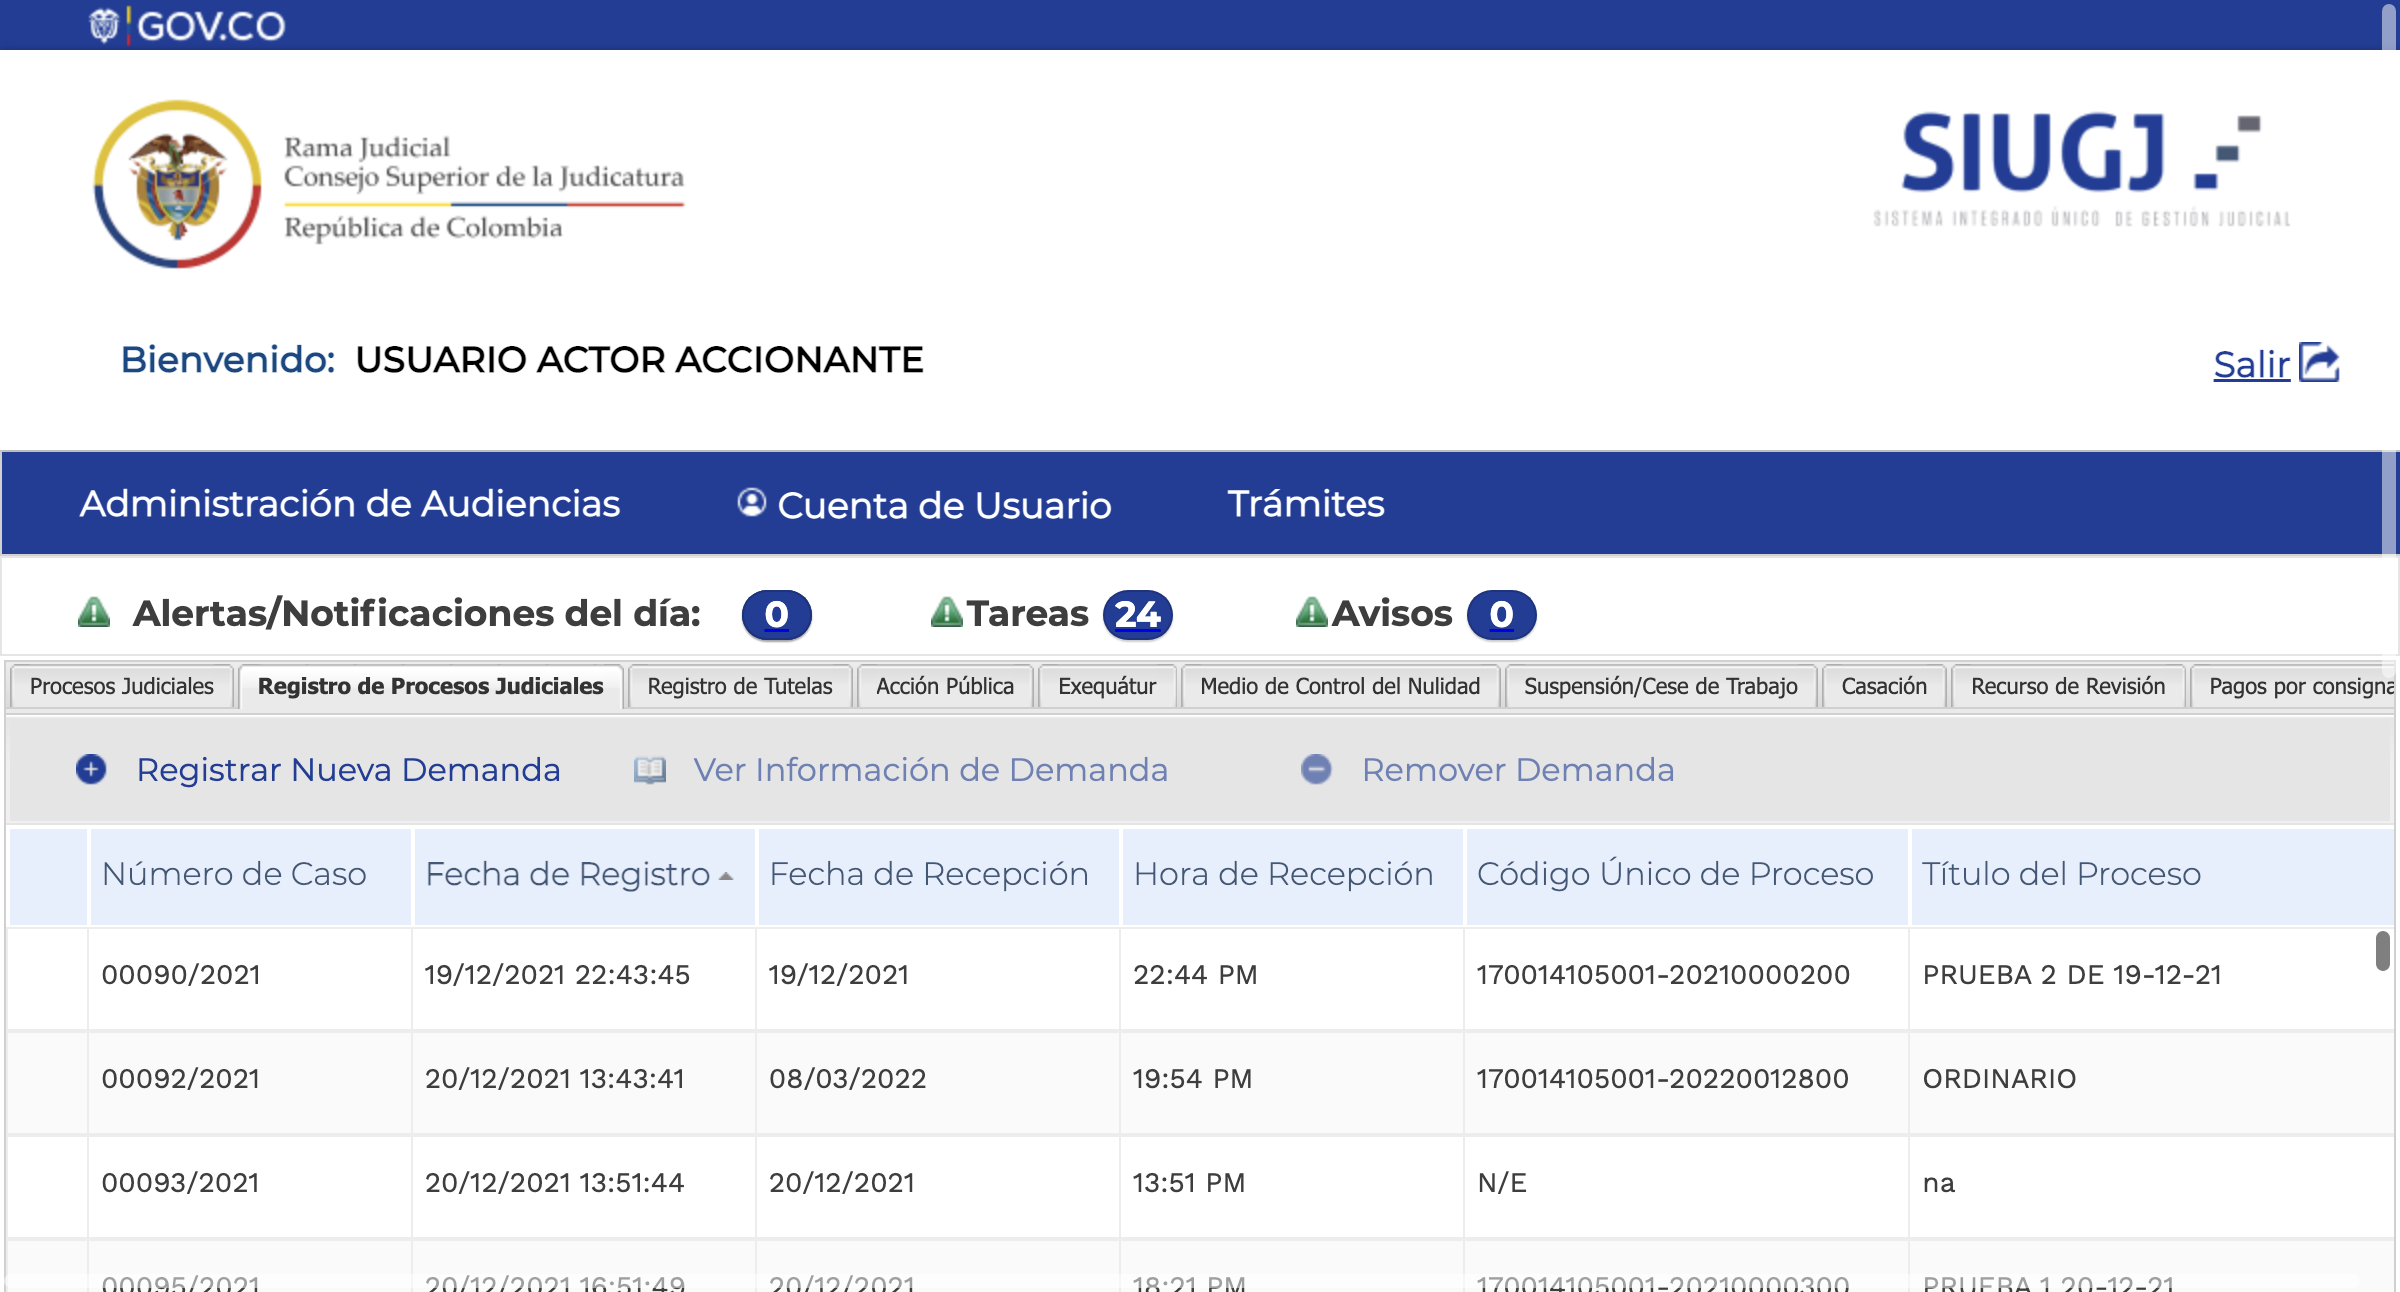 GOV.CO
Rama Judicial
Consejo Superior de la Judicatura
República de Colombia
SIUGJ
SISTEMA INTEGRADO ÚNICO DE GESTIÓN JUDICIAL
Bienvenido: USUARIO ACTOR ACCIONANTE
Salir
Administración de Audiencias Cuenta de Usuario Trámites
Alertas/Notificaciones del día: 0 Tareas 24 Avisos 0
Procesos Judiciales Registro de Procesos Judiciales Registro de Tutelas Acción Pública Exequátur Medio de Control del Nulidad Suspensión/Cese de Trabajo Casación Recurso de Revisión Pagos por consigna
Registrar Nueva Demanda Ver Información de Demanda Remover Demanda
Número de Caso Fecha de Registro Fecha de Recepción Hora de Recepción Código Único de Proceso Título del Proceso
00090/2021 19/12/2021 22:43:45 19/12/2021 22:44 PM 170014105001-20210000200 PRUEBA 2 DE 19-12-21
00092/2021 20/12/2021 13:43:41 08/03/2022 19:54 PM 170014105001-20220012800 ORDINARIO
00093/2021 20/12/2021 13:51:44 20/12/2021 13:51 PM N/E na
00095/2021 20/12/2021 16:51:49 20/12/2021 18:21 PM 170014105001-20210000300 PRUEBA 1 20-12-21